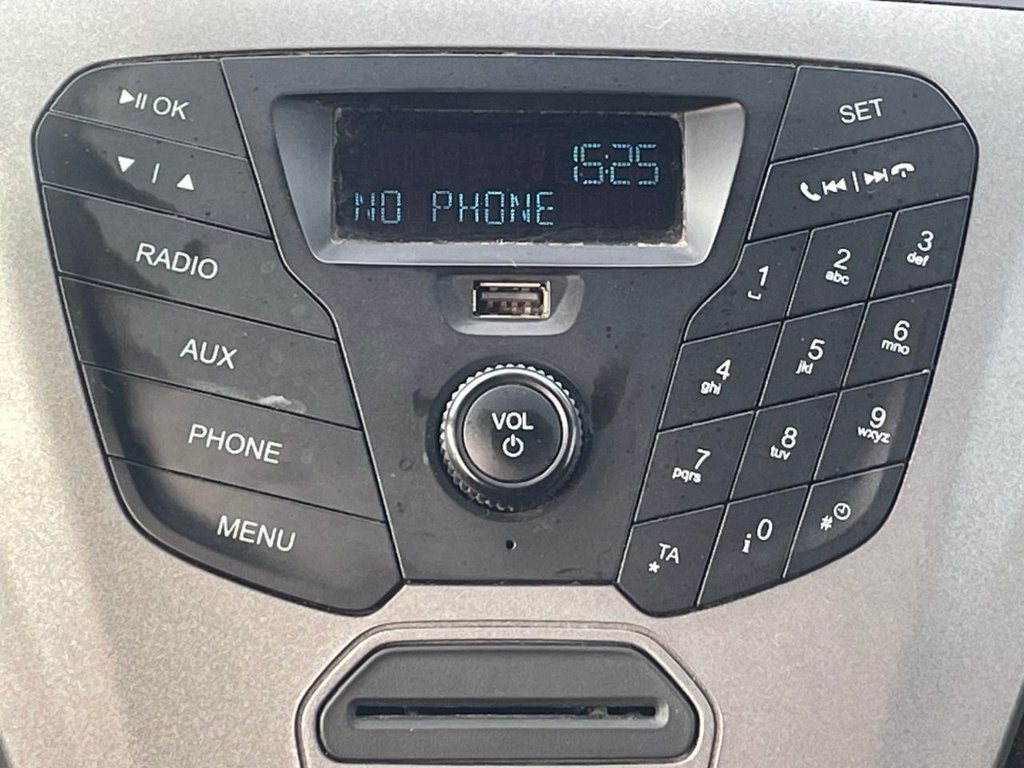 OK
RADIO
AUX
PHONE
MENU
15:25
NO PHONE
VOL
SET
1
2
abc
3
def
4
ghi
5
jkl
6
mno
7
pqrs
8
tuv
9
wxyz
* TA
i 0
*